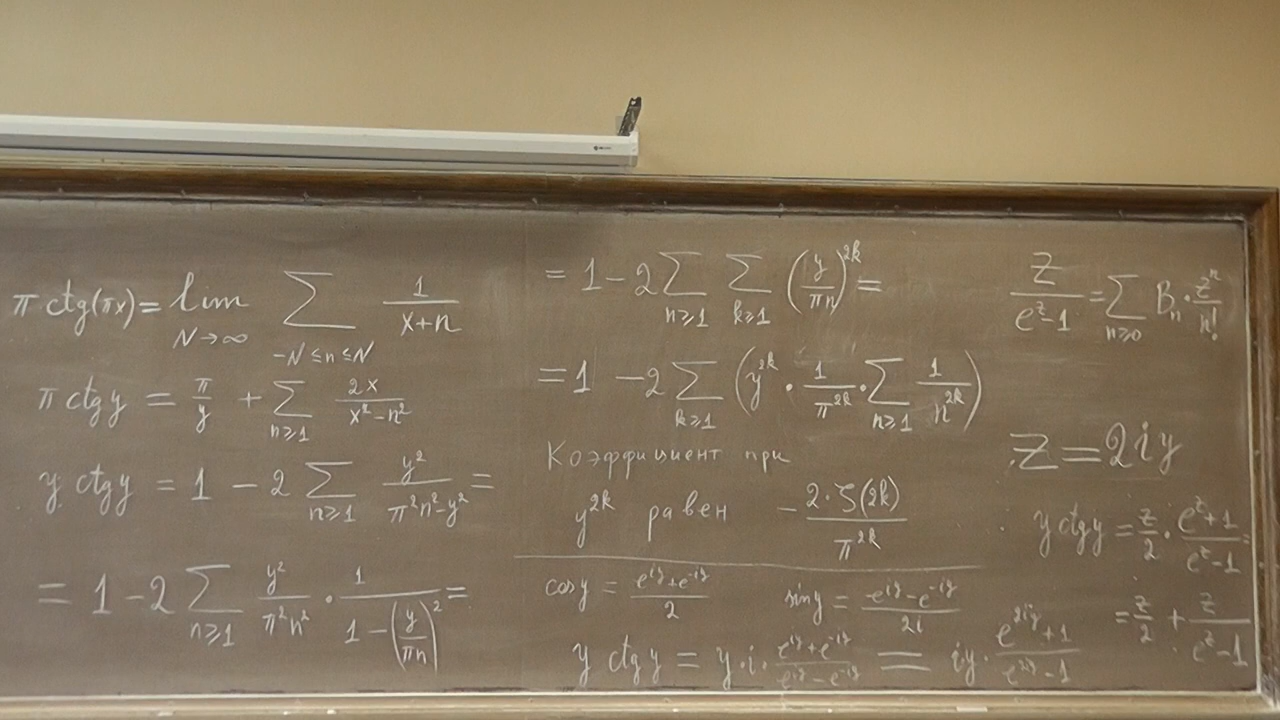 π ctg(πx) = lim_{N→∞} ∑_{-N≤n≤N} 1/(x+n)
π ctg y = π/y + ∑_{n≥1} 2x/(x²-n²)
y ctg y = 1 - 2 ∑_{n≥1} y²/(π²n²-y²) =
= 1 - 2 ∑_{n≥1} y²/(π²n²) · 1/(1-(y/(πn))²) =
= 1 - 2 ∑_{n≥1} ∑_{k≥1} (y/(πn))^{2k} =
= 1 - 2 ∑_{k≥1} (y^{2k} · 1/π^{2k} · ∑_{n≥1} 1/n^{2k})
Коэффициент при
y^{2k} равен - (2·ζ(2k))/π^{2k}
cos y = (e^{iy}+e^{-iy})/2 sin y = (e^{iy}-e^{-iy})/(2i)
y ctg y = y·i· (e^{iy}+e^{-iy})/(e^{iy}-e^{-iy}) = iy · (e^{2iy}+1)/(e^{2iy}-1)
z/(e^z-1) = ∑_{n≥0} B_n · z^n/n!
z = 2iy
y ctg y = z/2 · (e^z+1)/(e^z-1) =
= z/2 + z/(e^z-1)